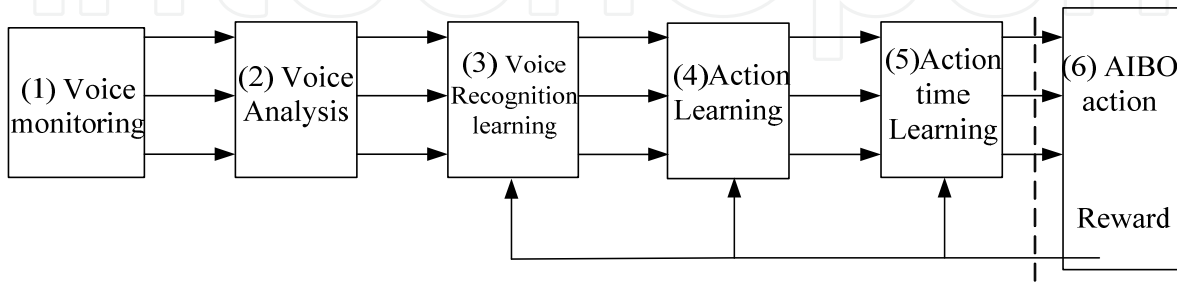 (1) Voice
monitoring
(2) Voice
Analysis
(3) Voice
Recognition
learning
(4)Action
Learning
(5)Action
time
Learning
(6) AIBO
action
Reward